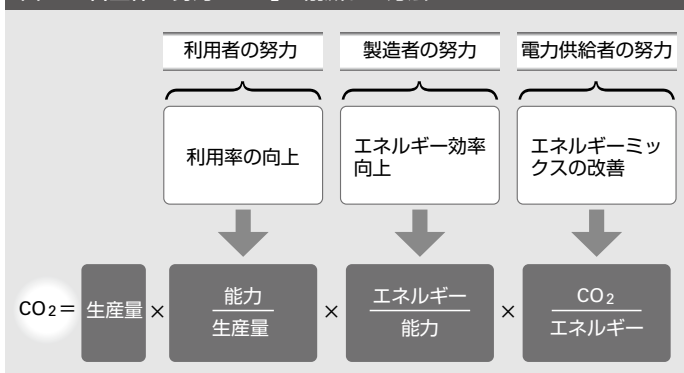 利用者の努力 製造者の努力 電力供給者の努力
利用率の向上
エネルギー効率
向上
エネルギーミッ
クスの改善
CO2= 生産量 × 能力/生産量 × エネルギー/能力 × CO2/エネルギー